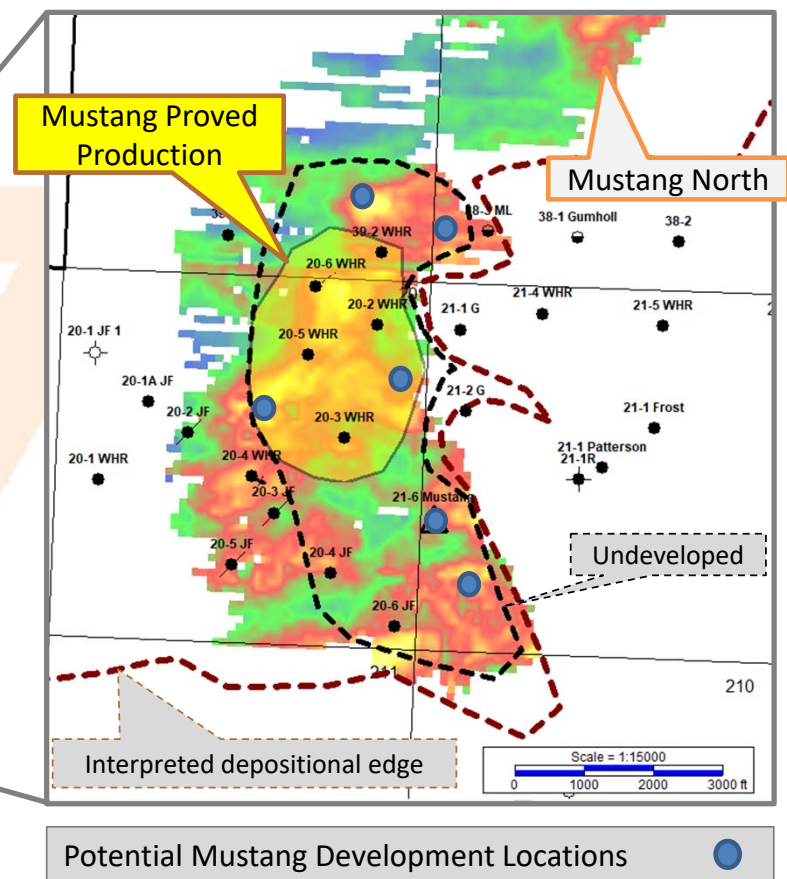 Mustang Proved
Production
Mustang North
38-3 ML
38-1 Gumholl
38-2
39-2 WHR
20-6 WHR
20-2 WHR
21-1 G
21-4 WHR
21-5 WHR
20-1 JF 1
20-5 WHR
20-1A JF
20-2 JF
21-2 G
21-1 Frost
20-3 WHR
21-1 Patterson
21-1R
20-1 WHR
20-4 WHR
20-3 JF
21-6 Mustang
20-5 JF
20-4 JF
Undeveloped
20-6 JF
211
210
Interpreted depositional edge
Scale = 1:15000
0 1000 2000 3000 ft
Potential Mustang Development Locations